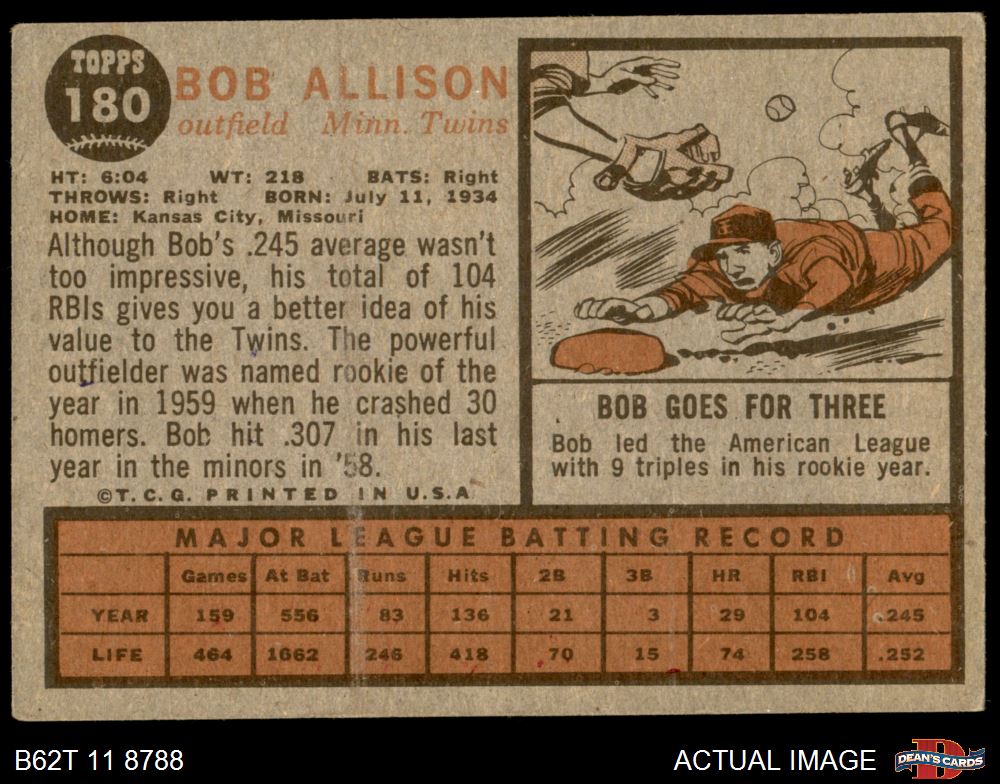 TOPPS
180
BOB ALLISON
outfield Minn. Twins
HT: 6:04 WT: 218 BATS: Right
THROWS: Right BORN: July 11, 1934
HOME: Kansas City, Missouri
Although Bob's .245 average wasn't
too impressive, his total of 104
RBIs gives you a better idea of his
value to the Twins. The powerful
outfielder was named rookie of the
year in 1959 when he crashed 30
homers. Bob hit .307 in his last
year in the minors in '58.
©T.C.G. PRINTED IN U.S.A
BOB GOES FOR THREE
Bob led the American League
with 9 triples in his rookie year.
MAJOR LEAGUE BATTING RECORD
Games At Bat Runs Hits 2B 3B HR RBI Avg
YEAR 159 556 83 136 21 3 29 104 .245
LIFE 464 1662 246 418 70 15 74 258 .252
B62T 11 8788
ACTUAL IMAGE
DEAN'S CARDS